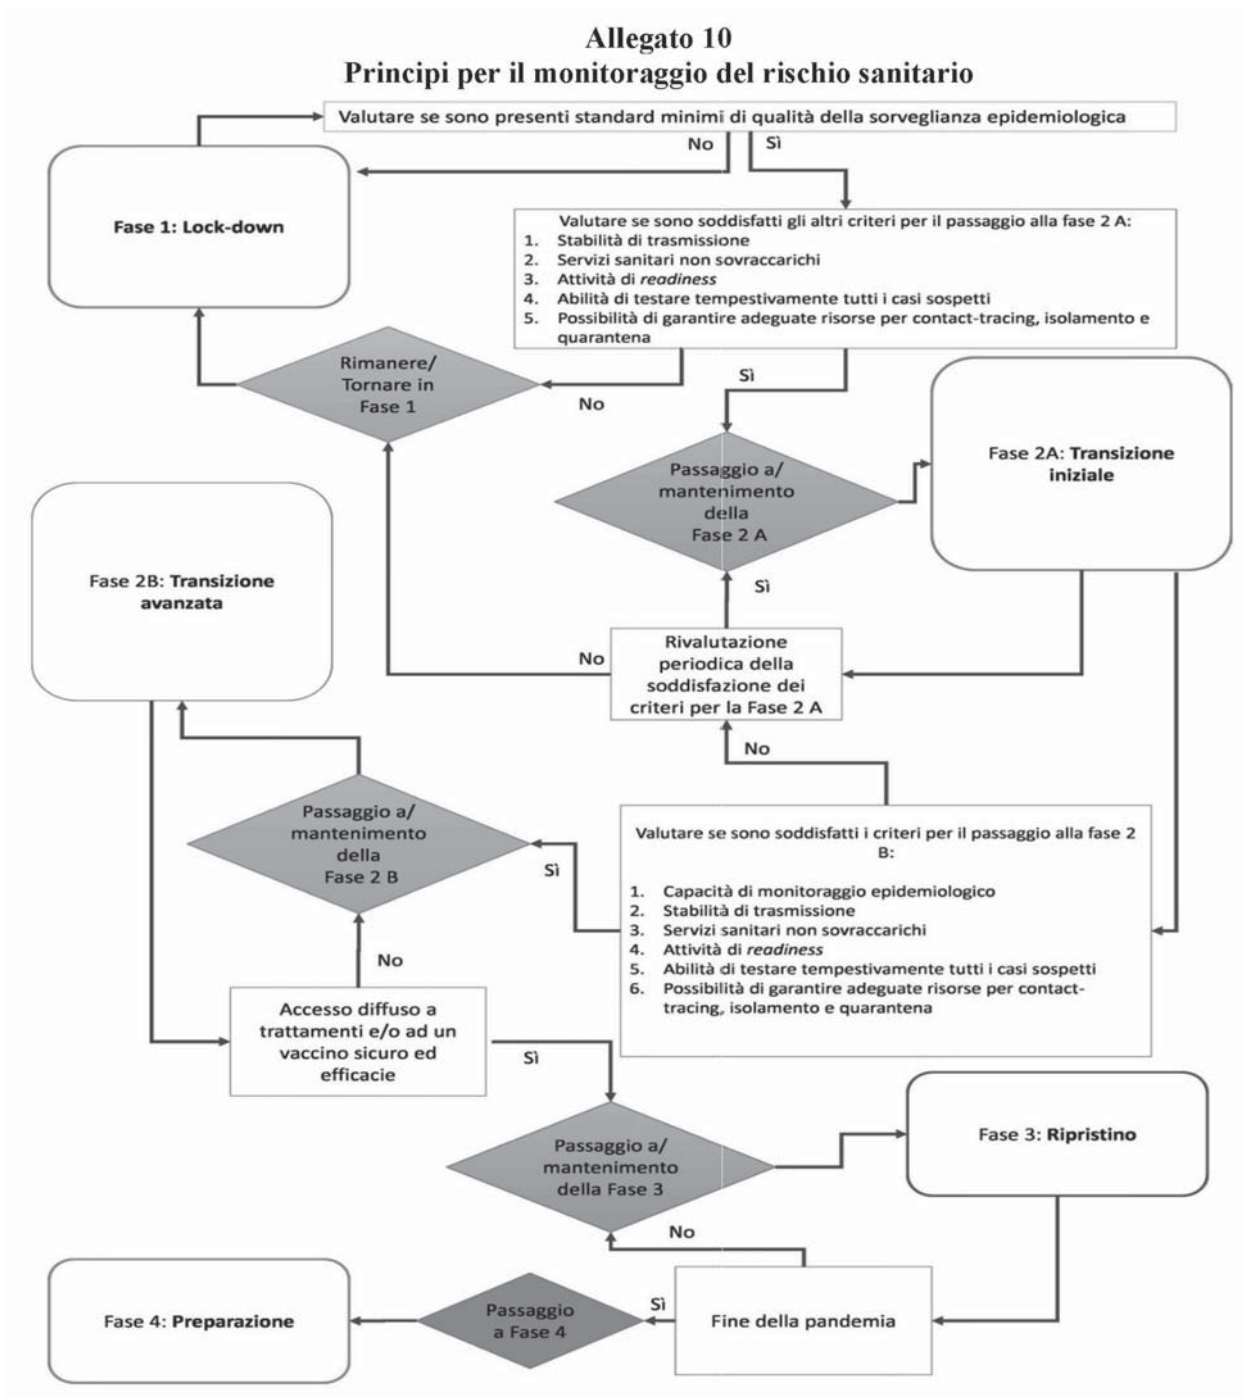 Allegato 10
Principi per il monitoraggio del rischio sanitario
Valutare se sono presenti standard minimi di qualità della sorveglianza epidemiologica
No
Sì
Fase 1: Lock-down
Valutare se sono soddisfatti gli altri criteri per il passaggio alla fase 2 A:
1. Stabilità di trasmissione
2. Servizi sanitari non sovraccarichi
3. Attività di readiness
4. Abilità di testare tempestivamente tutti i casi sospetti
5. Possibilità di garantire adeguate risorse per contact-tracing, isolamento e
quarantena
Rimanere/
Tornare in
Fase 1
No
Sì
Passaggio a/
mantenimento
della
Fase 2 A
Fase 2A: Transizione
iniziale
Fase 2B: Transizione
avanzata
Sì
No
Rivalutazione
periodica della
soddisfazione dei
criteri per la Fase 2 A
No
Passaggio a/
mantenimento
della
Fase 2 B
Sì
Valutare se sono soddisfatti i criteri per il passaggio alla fase 2
B:
1. Capacità di monitoraggio epidemiologico
2. Stabilità di trasmissione
3. Servizi sanitari non sovraccarichi
4. Attività di readiness
5. Abilità di testare tempestivamente tutti i casi sospetti
6. Possibilità di garantire adeguate risorse per contact-
tracing, isolamento e quarantena
No
Accesso diffuso a
trattamenti e/o ad un
vaccino sicuro ed
efficacie
Sì
Passaggio a/
mantenimento
della Fase 3
Fase 3: Ripristino
No
Fase 4: Preparazione
Passaggio
a Fase 4
Sì
Fine della pandemia